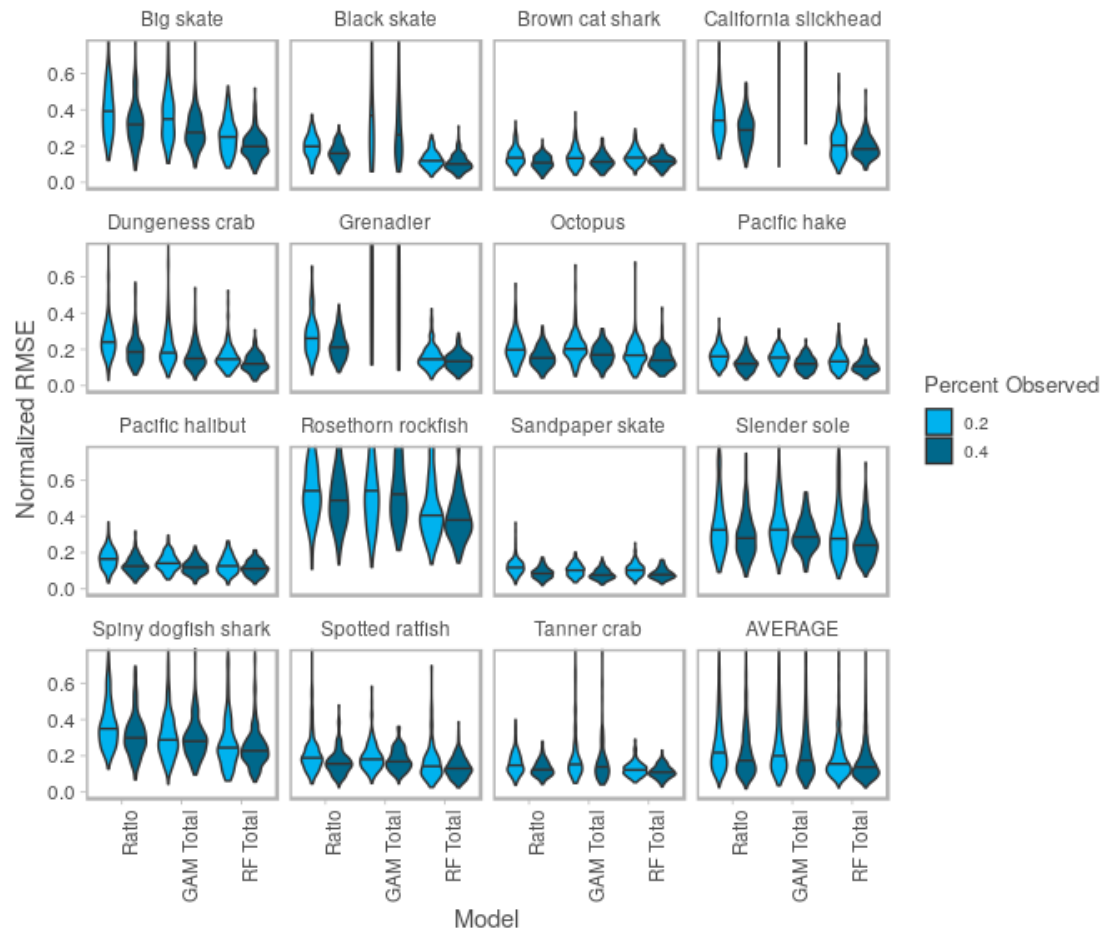 Big skate
Black skate
Brown cat shark
California slickhead
0.6
0.4
0.2
0.0
Dungeness crab
Grenadier
Octopus
Pacific hake
0.6
0.4
0.2
0.0
Pacific halibut
Rosethorn rockfish
Sandpaper skate
Slender sole
0.6
0.4
0.2
0.0
Spiny dogfish shark
Spotted ratfish
Tanner crab
AVERAGE
0.6
0.4
0.2
0.0
Ratio
GAM Total
RF Total
Ratio
GAM Total
RF Total
Ratio
GAM Total
RF Total
Ratio
GAM Total
RF Total
Model
Normalized RMSE
Percent Observed
0.2
0.4